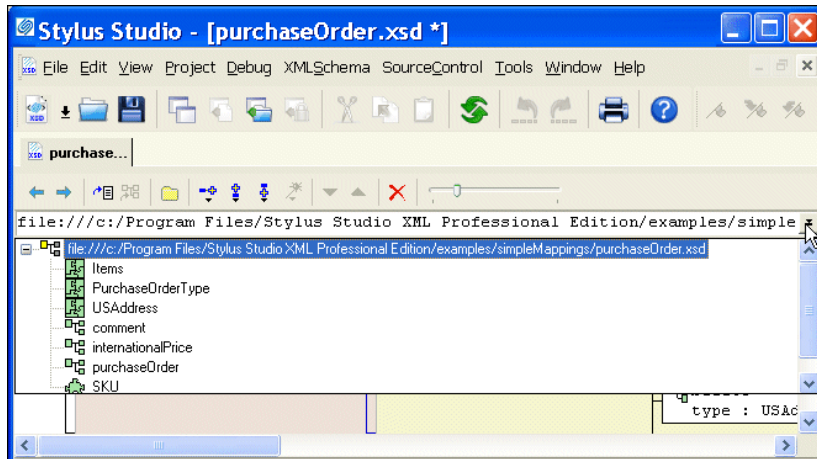 Stylus Studio - [purchaseOrder.xsd *]
File Edit View Project Debug XMLSchema SourceControl Tools Window Help
XSD
XSD purchase...
file:///c:/Program Files/Stylus Studio XML Professional Edition/examples/simple
file:///c:/Program Files/Stylus Studio XML Professional Edition/examples/simpleMappings/purchaseOrder.xsd
Items
PurchaseOrderType
USAddress
comment
internationalPrice
purchaseOrder
SKU
type : USAd